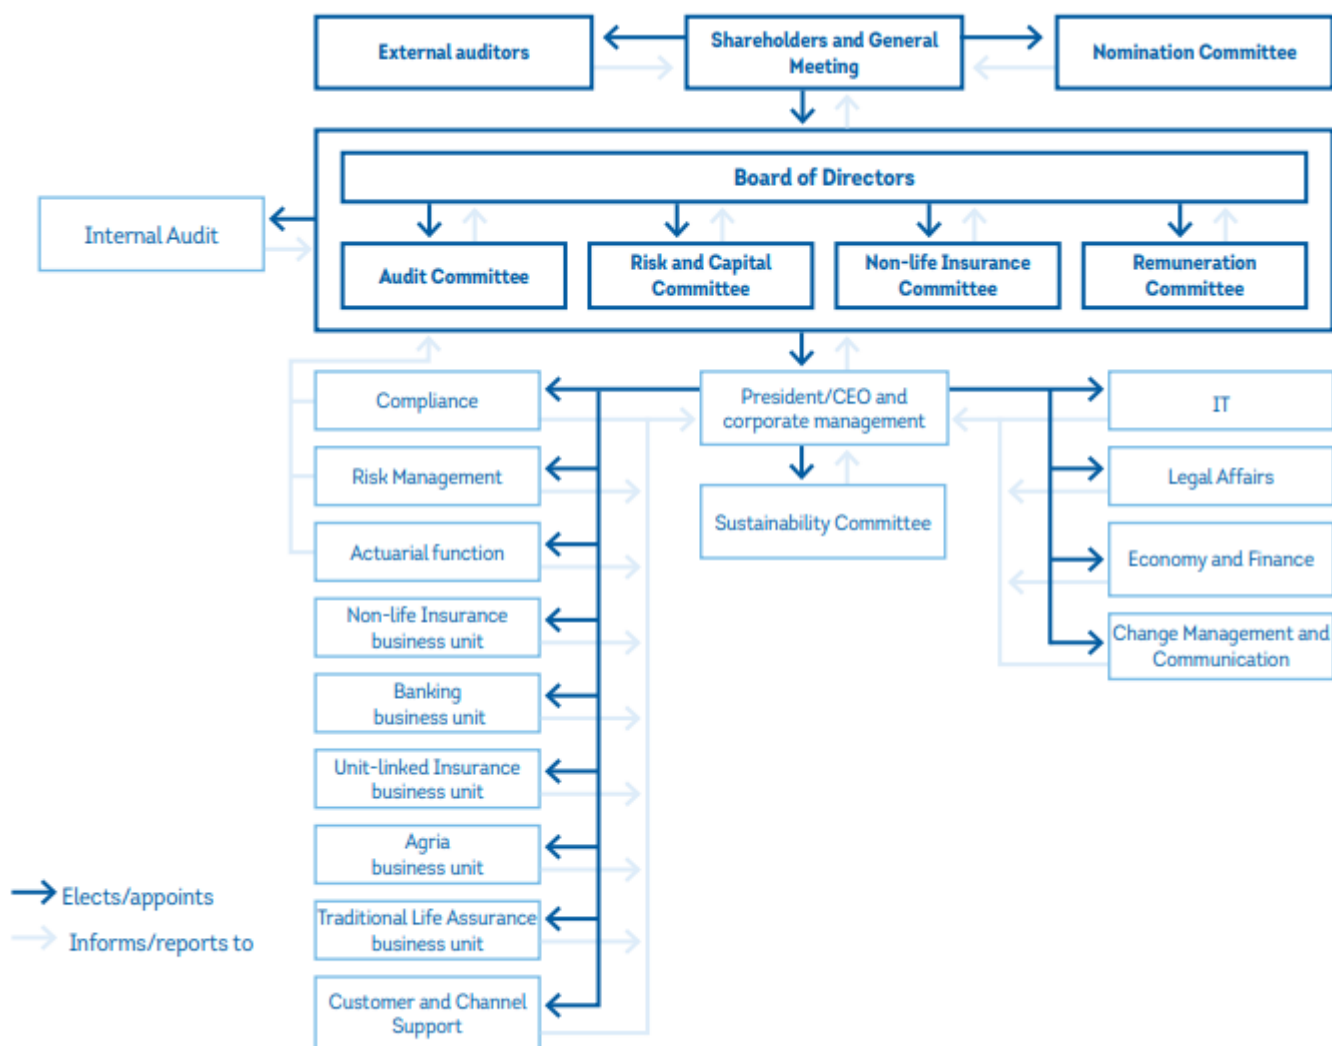 External auditors
Shareholders and General
Meeting
Nomination Committee
Board of Directors
Internal Audit
Audit Committee
Risk and Capital
Committee
Non-life Insurance
Committee
Remuneration
Committee
Compliance
President/CEO and
corporate management
IT
Risk Management
Legal Affairs
Sustainability Committee
Actuarial function
Economy and Finance
Non-life Insurance
business unit
Change Management and
Communication
Banking
business unit
Unit-linked Insurance
business unit
Agria
business unit
Traditional Life Assurance
business unit
Customer and Channel
Support
Elects/appoints
Informs/reports to